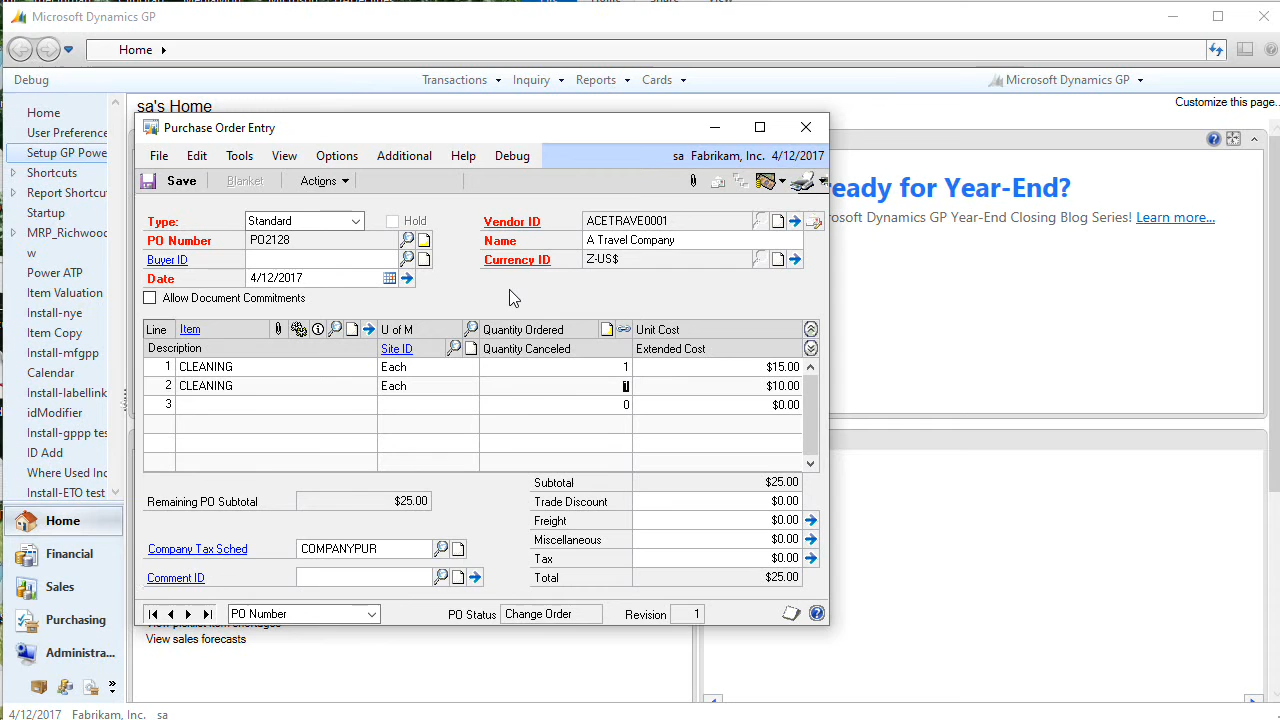 Microsoft Dynamics GP
Home
Debug
Transactions
Inquiry
Reports
Cards
Microsoft Dynamics GP
Home
User Preference
Setup GP Powe
Shortcuts
Report Shortcu
Startup
MRP_Richwood
w
Power ATP
Item Valuation
Install-nye
Item Copy
Install-mfgpp
Calendar
Install-labellink
idModifier
Install-gppp tes
ID Add
Where Used Ind
Install-ETO test
Home
Financial
Sales
Purchasing
Administra...
sa's Home
Customize this page...
eady for Year-End?
rosoft Dynamics GP Year-End Closing Blog Series! Learn more...
Purchase Order Entry
File Edit Tools View Options Additional Help Debug
sa Fabrikam, Inc. 4/12/2017
Save Blanket Actions
Type: Standard Hold
Vendor ID ACETRAVE0001
PO Number PO2128
Name A Travel Company
Buyer ID
Currency ID Z-US$
Date 4/12/2017
Allow Document Commitments
Line Item U of M Quantity Ordered Unit Cost
Description Site ID Quantity Canceled Extended Cost
1 CLEANING Each 1 $15.00
2 CLEANING Each 1 $10.00
3 0 $0.00
Subtotal $25.00
Remaining PO Subtotal $25.00
Trade Discount $0.00
Freight $0.00
Miscellaneous $0.00
Company Tax Sched COMPANYPUR
Tax $0.00
Comment ID
Total $25.00
PO Number
PO Status Change Order
Revision 1
View sales forecasts
4/12/2017 Fabrikam, Inc. sa